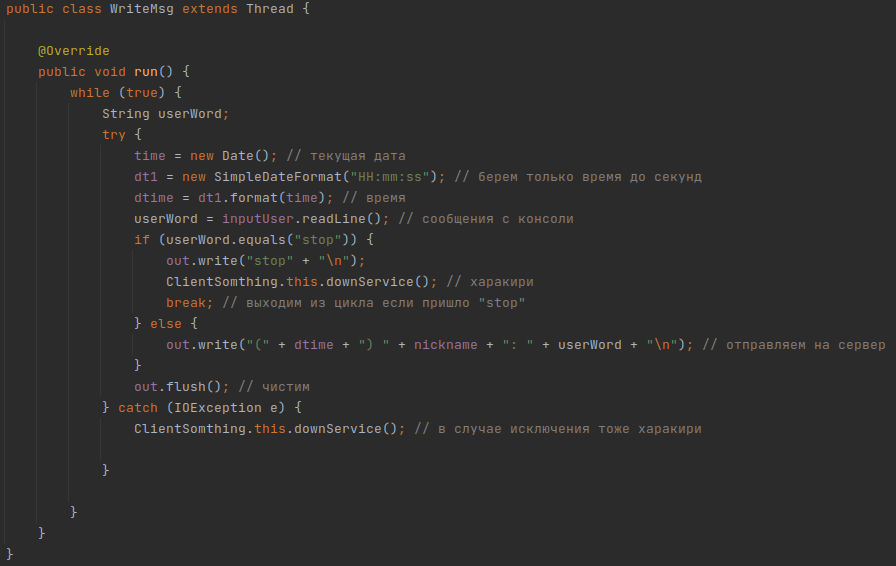 public class WriteMsg extends Thread {
@Override
public void run() {
while (true) {
String userWord;
try {
time = new Date(); // текущая дата
dt1 = new SimpleDateFormat("HH:mm:ss"); // берем только время до секунд
dtime = dt1.format(time); // время
userWord = inputUser.readLine(); // сообщения с консоли
if (userWord.equals("stop")) {
out.write("stop" + "\n");
ClientSomthing.this.downService(); // харакири
break; // выходим из цикла если пришло "stop"
} else {
out.write("(" + dtime + ") " + nickname + ": " + userWord + "\n"); // отправляем на сервер
}
out.flush(); // чистим
} catch (IOException e) {
ClientSomthing.this.downService(); // в случае исключения тоже харакири
}
}
}
}